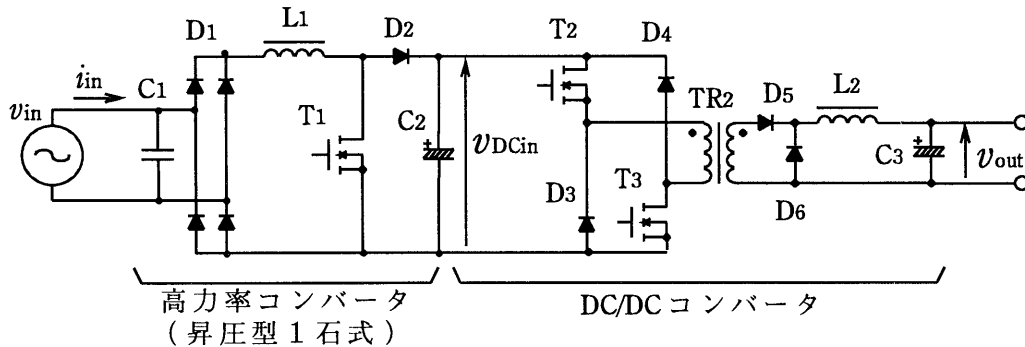 D1
L1
D2
T2
D4
iin
C1
vin
T1
C2
+
vDCin
TR2
D5
L2
D3
T3
D6
C3
+
vout
高力率コンバータ
(昇圧型1石式)
DC/DCコンバータ